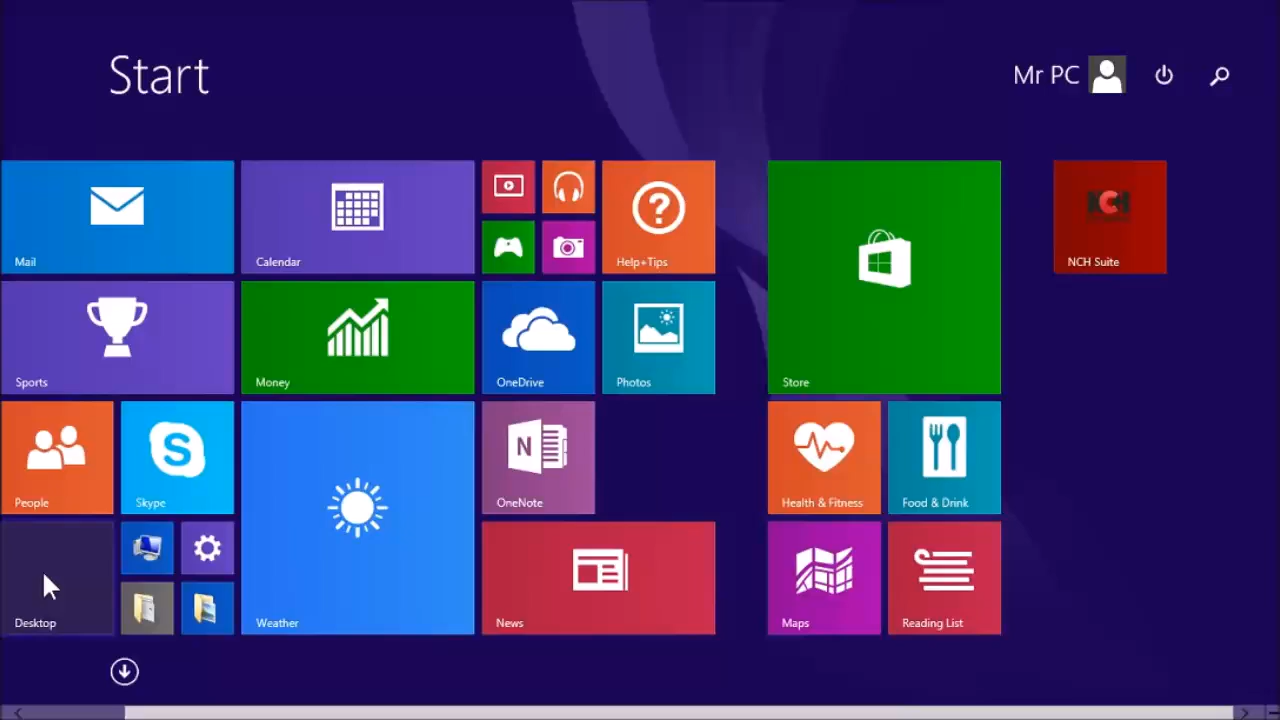 Start
Mr PC
Mail
Calendar
Help+Tips
NCH
NCH Suite
Sports
Money
OneDrive
Photos
Store
People
S
Skype
N
OneNote
Health & Fitness
Food & Drink
Desktop
Weather
News
Maps
Reading List